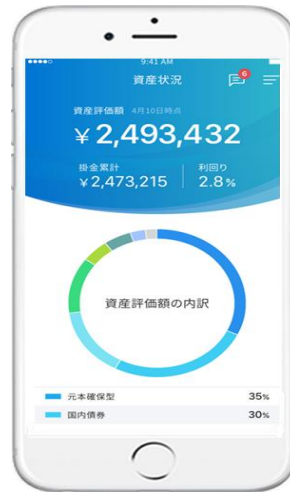 9:41 AM
資産状況
6
資産評価額 4月10日時点
¥2,493,432
掛金累計 利回り
¥2,473,215 2.8%
資産評価額の内訳
元本確保型 35%
国内債券 30%